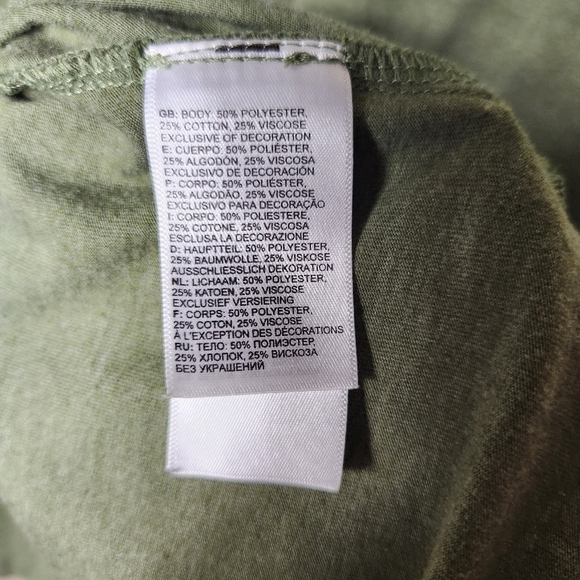 GB: BODY: 50% POLYESTER,
25% COTTON, 25% VISCOSE
EXCLUSIVE OF DECORATION
E: CUERPO: 50% POLIÉSTER,
25% ALGODÓN, 25% VISCOSA
EXCLUSIVO DE DECORACIÓN
P: CORPO: 50% POLIÉSTER,
25% ALGODÃO, 25% VISCOSE
EXCLUSIVO PARA DECORAÇÃO
I: CORPO: 50% POLIESTERE,
25% COTONE, 25% VISCOSA
ESCLUSA LA DECORAZIONE
D: HAUPTTEIL: 50% POLYESTER,
25% BAUMWOLLE, 25% VISKOSE
AUSSCHLIESSLICH DEKORATION
NL: LICHAAM: 50% POLYESTER,
25% KATOEN, 25% VISCOSE
EXCLUSIEF VERSIERING
F: CORPS: 50% POLYESTER,
25% COTON, 25% VISCOSE
À L'EXCEPTION DES DÉCORATIONS
RU: ТЕЛО: 50% ПОЛИЭСТЕР,
25% ХЛОПОК, 25% ВИСКОЗА
БЕЗ УКРАШЕНИЙ